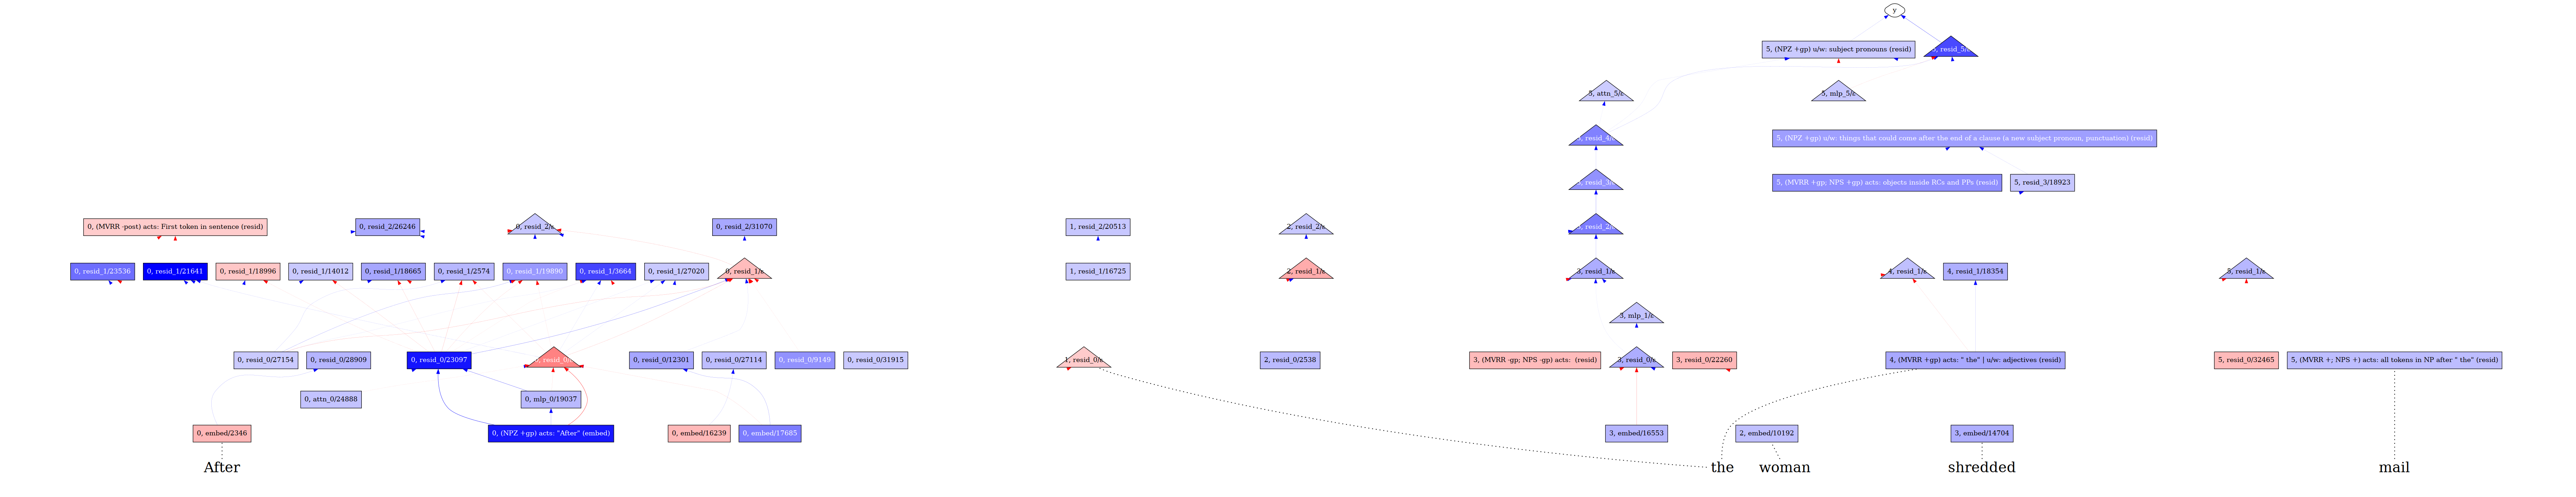 y
5, (NPZ +gp) u/w: subject pronouns (resid)
5, resid_5/ε
5, attn_5/ε
5, mlp_5/ε
resid_4/
5, (NPZ +gp) u/w: things that could come after the end of a clause (a new subject pronoun, punctuation) (resid)
resid_3/
5, (MVRR +gp; NPS +gp) acts: objects inside RCs and PPs (resid)
5, resid_3/18923
0, (MVRR -post) acts: First token in sentence (resid)
0, resid_2/26246
0, resid_2/ε
0, resid_2/31070
1, resid_2/20513
2, resid_2/ε
resid_2/
0, resid_1/23536
0, resid_1/21641
0, resid_1/18996
0, resid_1/14012
0, resid_1/18665
0, resid_1/2574
0, resid_1/19890
0, resid_1/3664
0, resid_1/27020
0, resid_1/ε
1, resid_1/16725
2, resid_1/ε
3, resid_1/ε
4, resid_1/ε
4, resid_1/18354
5, resid_1/ε
3, mlp_1/ε
0, resid_0/27154
0, resid_0/28909
0, resid_0/23097
0, resid_0/ε
0, resid_0/12301
0, resid_0/27114
0, resid_0/9149
0, resid_0/31915
1, resid_0/ε
2, resid_0/2538
3, (MVRR -gp; NPS -gp) acts:  (resid)
3, resid_0/ε
3, resid_0/22260
4, (MVRR +gp) acts: " the" | u/w: adjectives (resid)
5, resid_0/32465
5, (MVRR +; NPS +) acts: all tokens in NP after " the" (resid)
0, attn_0/24888
0, mlp_0/19037
0, embed/2346
0, (NPZ +gp) acts: "After" (embed)
0, embed/16239
0, embed/17685
3, embed/16553
2, embed/10192
3, embed/14704
After the woman shredded mail